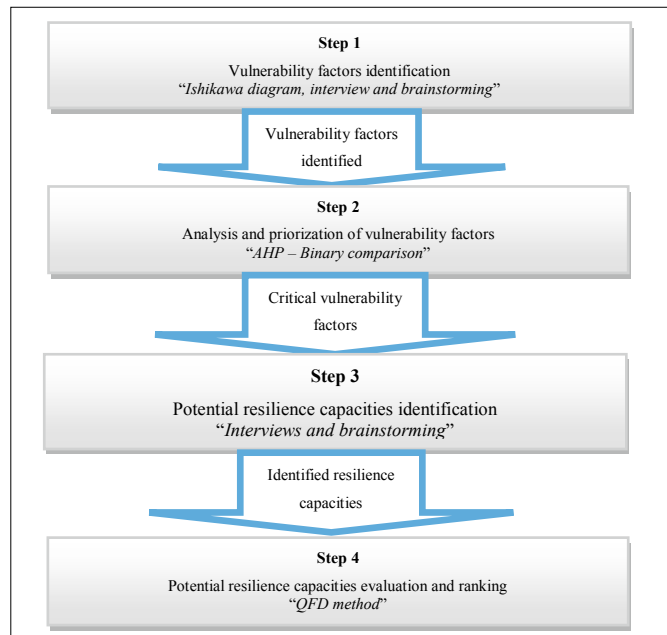 Step 1
Vulnerability factors identification
“Ishikawa diagram, interview and brainstorming”
Vulnerability factors
identified
Step 2
Analysis and priorization of vulnerability factors
“AHP – Binary comparison”
Critical vulnerability
factors
Step 3
Potential resilience capacities identification
“Interviews and brainstorming”
Identified resilience
capacities
Step 4
Potential resilience capacities evaluation and ranking
“QFD method”